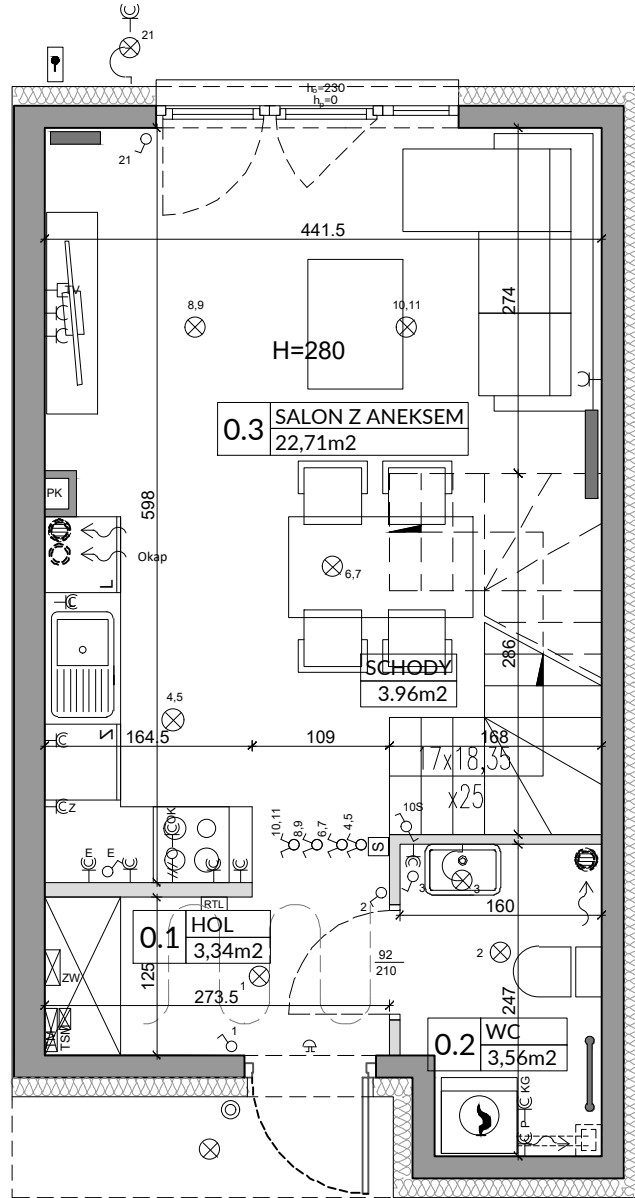 21
h₀=230
hₚ=0
21
441.5
TV
8,9
10,11
274
H=280
0.3
SALON Z ANEKSEM
22,71m2
PK
598
Okap
6,7
L
SCHODY
3.96m2
286
4,5
Z
164.5
109
168
17x18,35
x25
Z
OK
10,11
8,9
6,7
4,5
S
10S
E
E
3
3
160
RTL
2
0.1
HOL
3,34m2
92
210
2
125
ZW
1
273.5
247
0.2
WC
3,56m2
TSM
1
KG
P